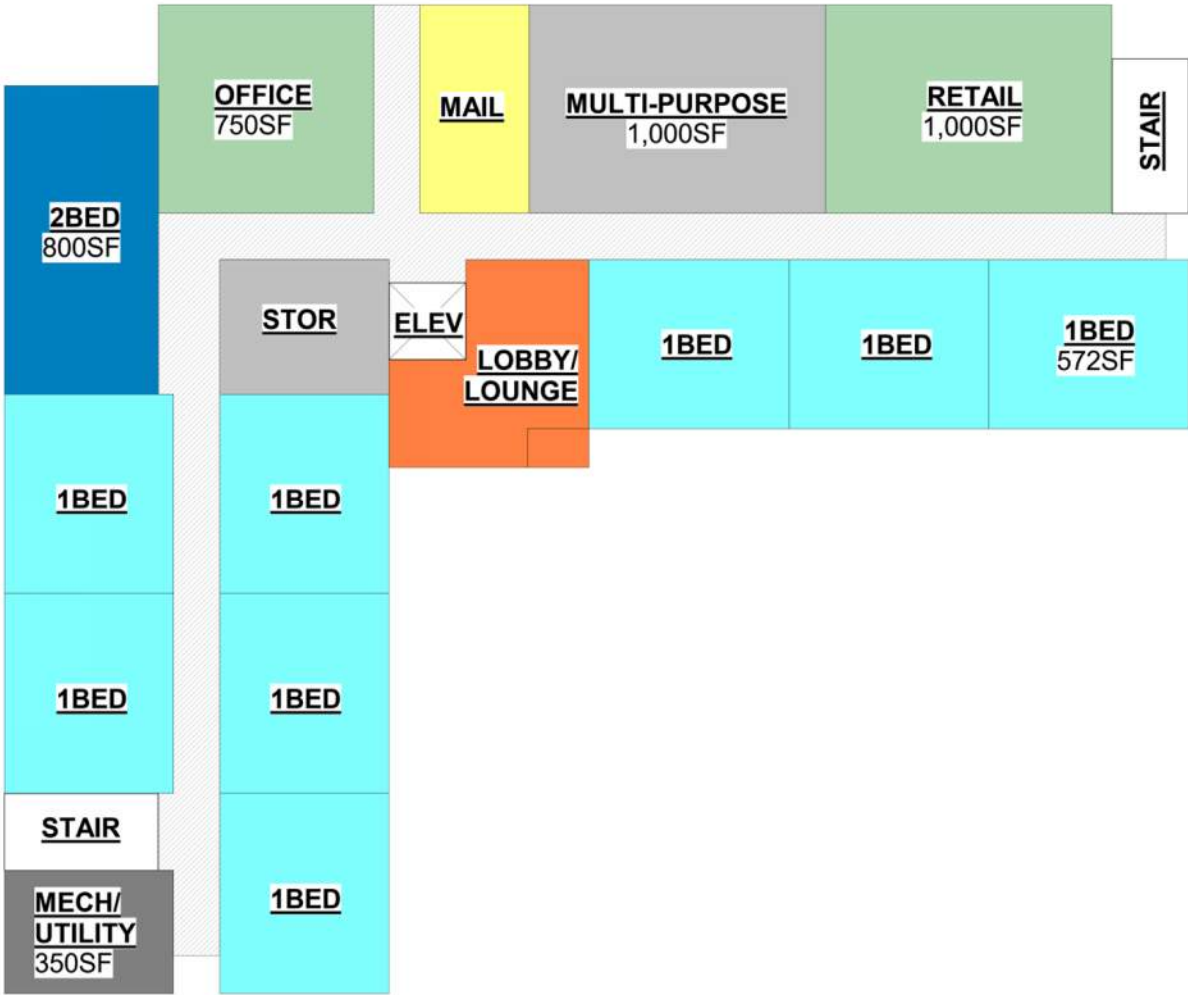 OFFICE
750SF
MAIL
MULTI-PURPOSE
1,000SF
RETAIL
1,000SF
STAIR
2BED
800SF
STOR
ELEV
LOBBY/
LOUNGE
1BED
1BED
1BED
572SF
1BED
1BED
1BED
1BED
STAIR
1BED
MECH/
UTILITY
350SF